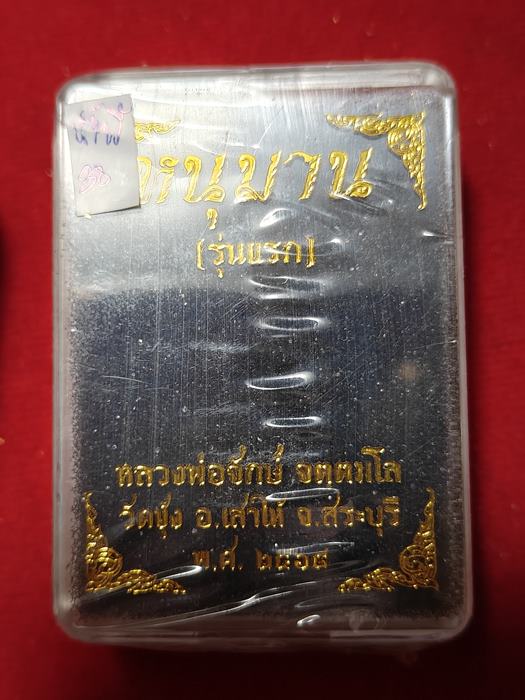 หนุมาน
(รุ่นแรก)
หลวงพ่อจักษ์ จตตมโล
วัดชุ้ง อ.เสาไห้ จ.สระบุรี
พ.ศ. ๒๕๖๘
38